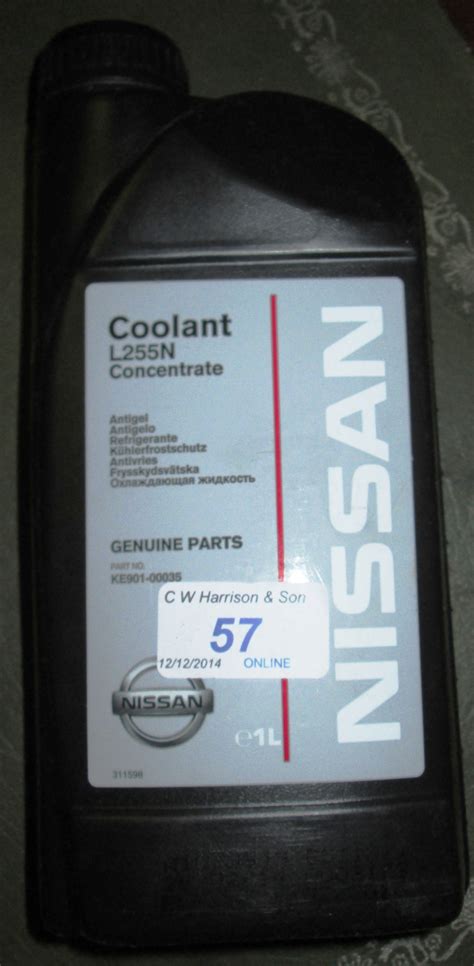 Coolant
L255N
Concentrate
Antigel
Antigelo
Refrigerante
Kühlerfrostschutz
Antivries
Frysskydsvätska
Охлаждающая жидкость
GENUINE PARTS
PART NO.
KE901-00035
C W Harrison & Son
57
12/12/2014 ONLINE
NISSAN
℮1L
311598
NISSAN